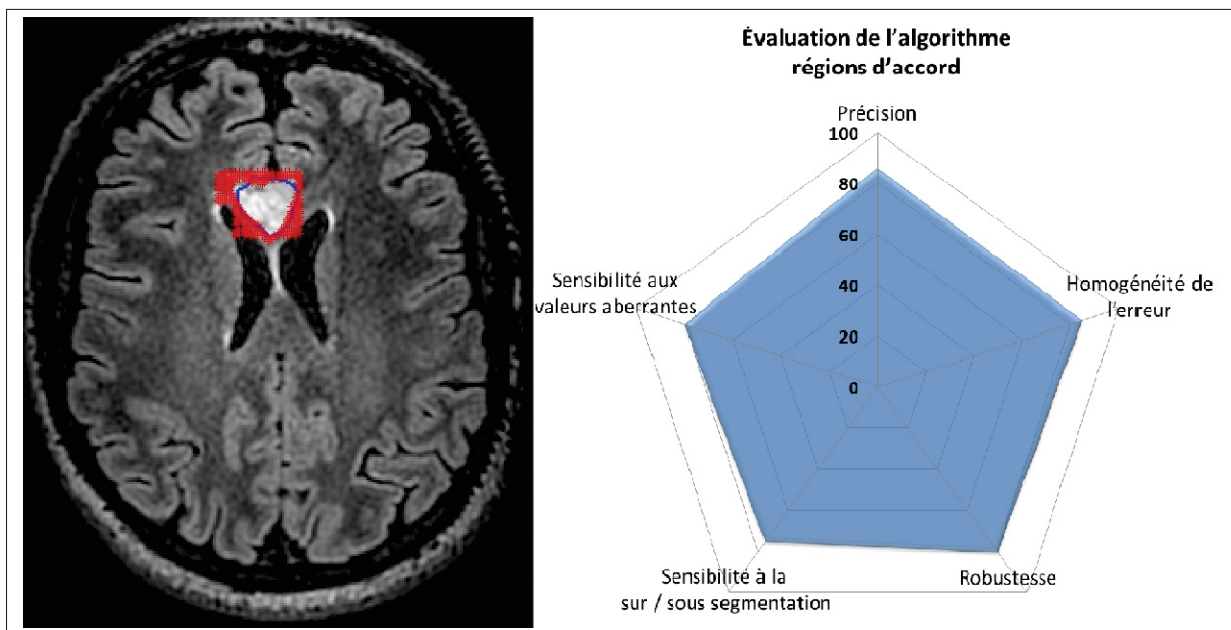 Évaluation de l'algorithme
régions d'accord
Précision
100
80
60
40
20
0
Homogénéité de
l'erreur
Robustesse
Sensibilité à la
sur / sous segmentation
Sensibilité aux
valeurs aberrantes